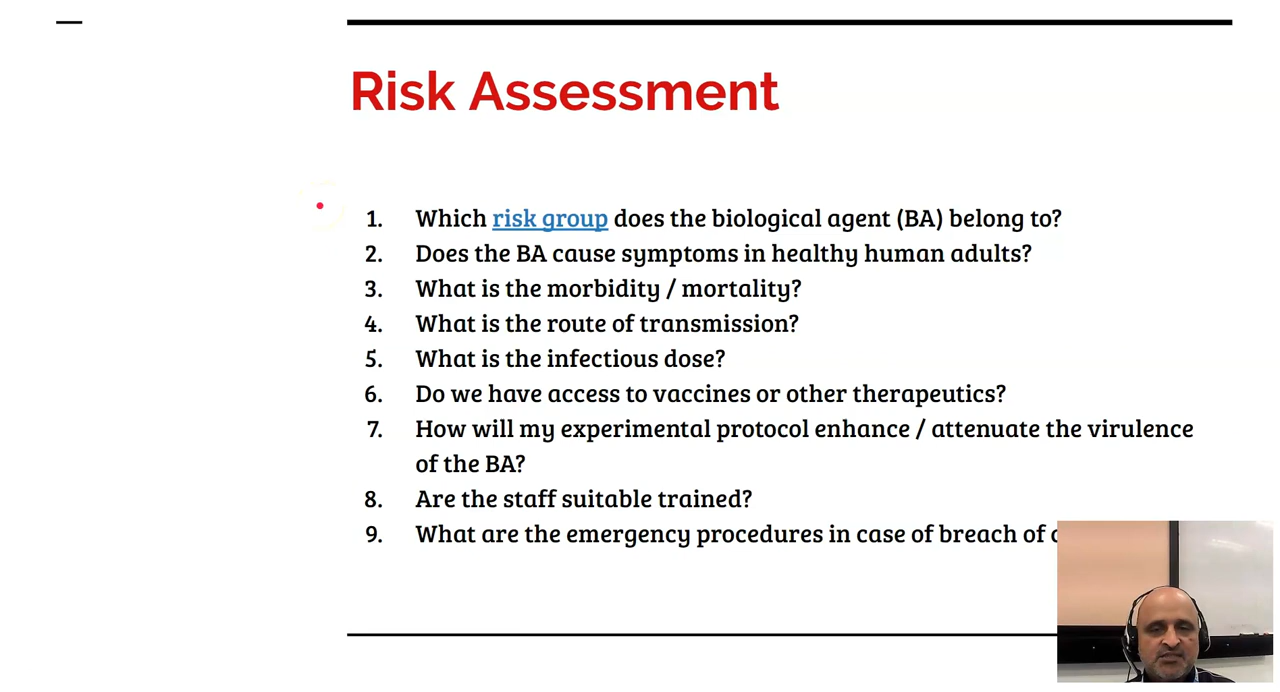 Risk Assessment
1. Which risk group does the biological agent (BA) belong to?
2. Does the BA cause symptoms in healthy human adults?
3. What is the morbidity / mortality?
4. What is the route of transmission?
5. What is the infectious dose?
6. Do we have access to vaccines or other therapeutics?
7. How will my experimental protocol enhance / attenuate the virulence
of the BA?
8. Are the staff suitable trained?
9. What are the emergency procedures in case of breach of